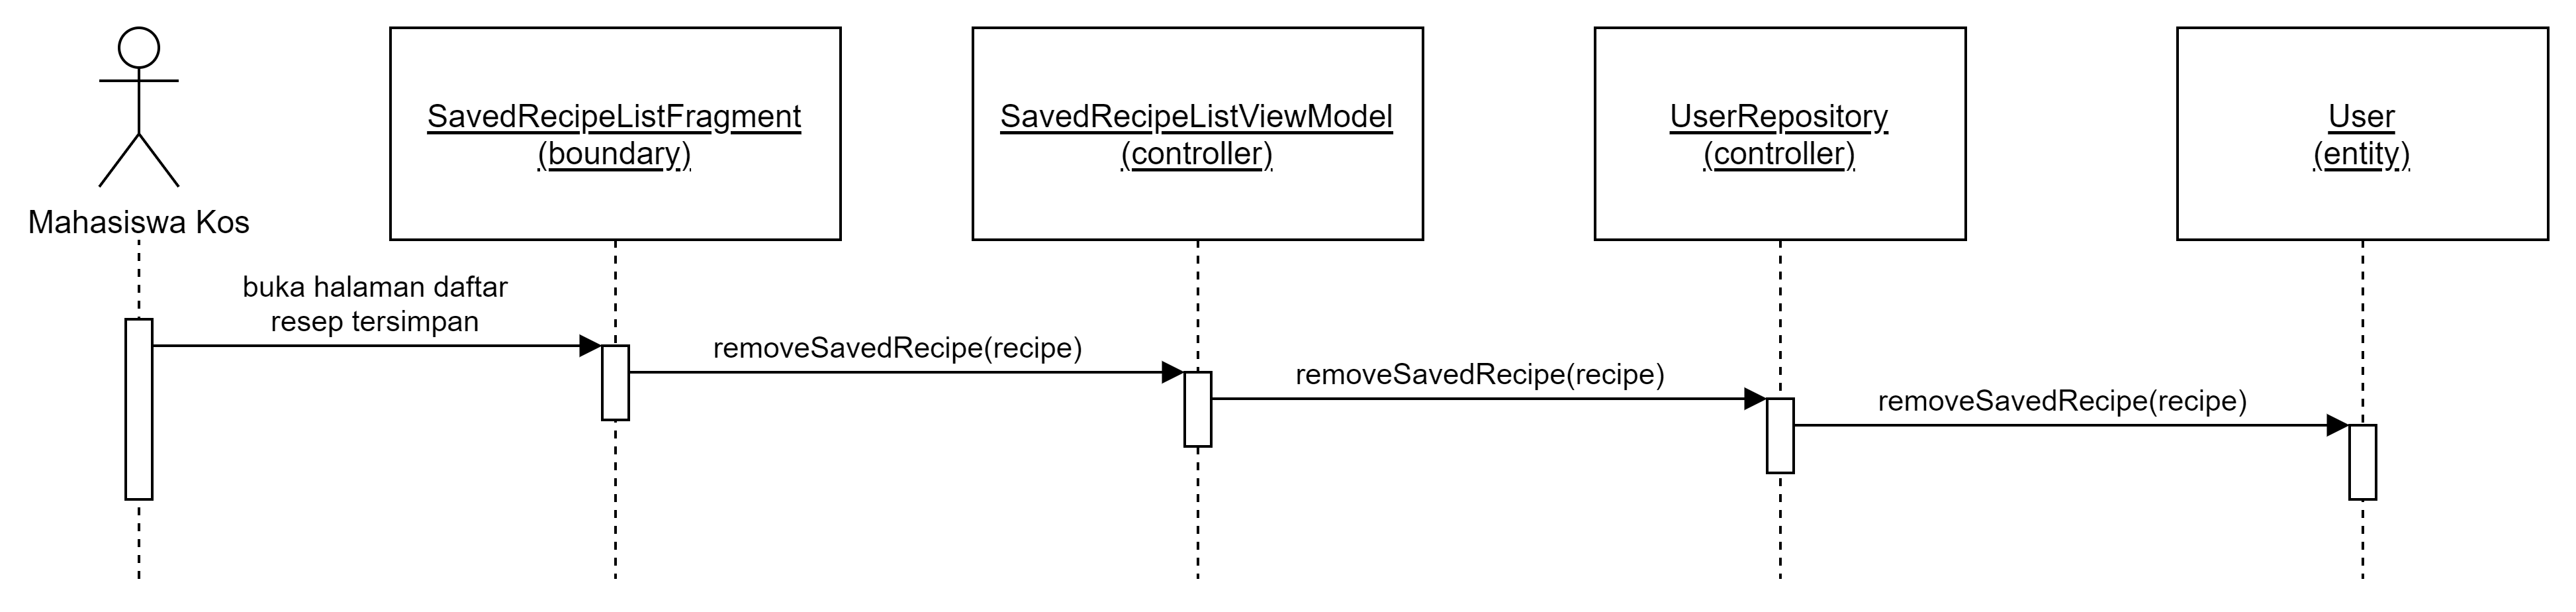 SavedRecipeListFragment
(boundary)
SavedRecipeListViewModel
(controller)
UserRepository
(controller)
User
(entity)
Mahasiswa Kos
buka halaman daftar
resep tersimpan
removeSavedRecipe(recipe)
removeSavedRecipe(recipe)
removeSavedRecipe(recipe)